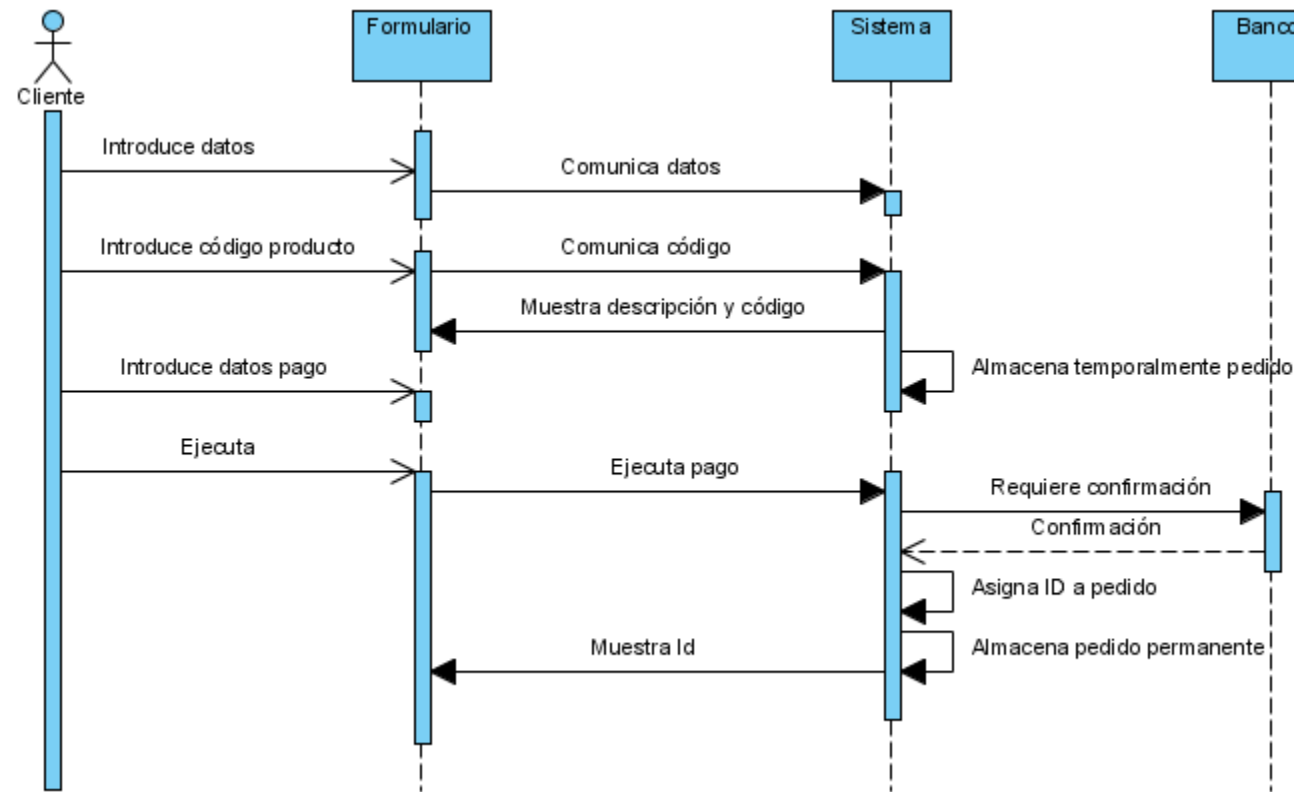 Formulario
Sistema
Banco
Cliente
Introduce datos
Comunica datos
Introduce código producto
Comunica código
Muestra descripción y código
Introduce datos pago
Almacena temporalmente pedido
Ejecuta
Ejecuta pago
Requiere confirmación
Confirmación
Asigna ID a pedido
Muestra Id
Almacena pedido permanente